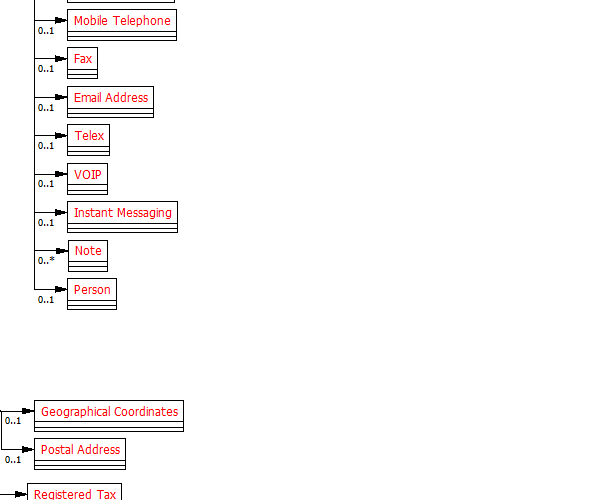 Mobile Telephone
0..1
Fax
0..1
Email Address
0..1
Telex
0..1
VOIP
0..1
Instant Messaging
0..1
Note
0..*
Person
0..1
Geographical Coordinates
0..1
Postal Address
0..1
Registered Tax